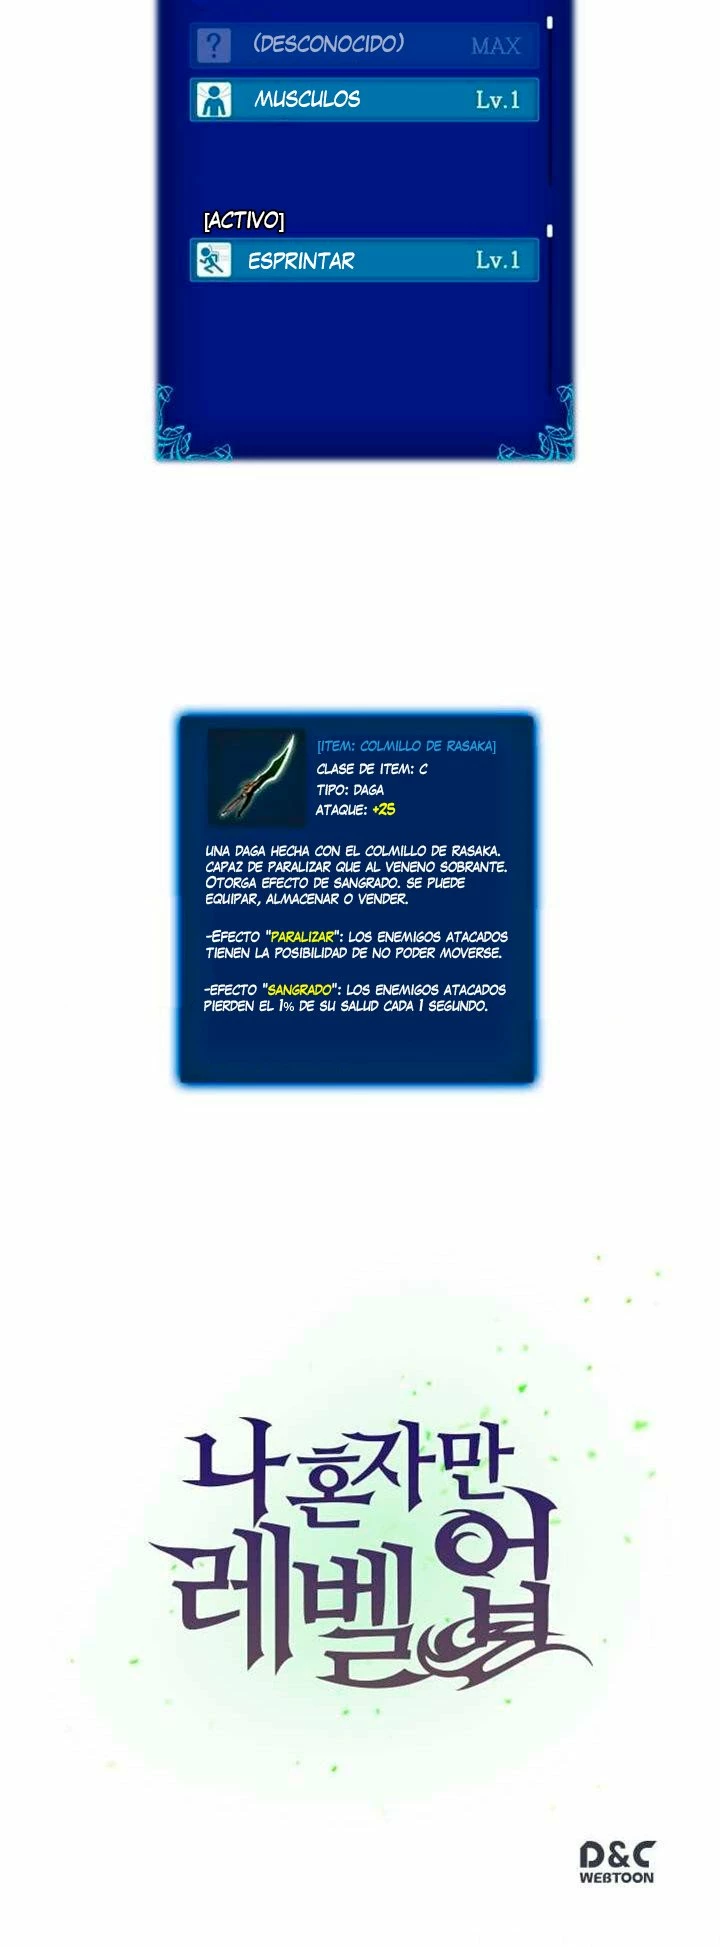 (DESCONOCIDO) MAX
MUSCULOS Lv.1
[ACTIVO]
ESPRINTAR Lv.1
[ITEM: COLMILLO DE RASAKA]
CLASE DE ITEM: C
TIPO: DAGA
ATAQUE: +25
UNA DAGA HECHA CON EL COLMILLO DE RASAKA.
CAPAZ DE PARALIZAR QUE AL VENENO SOBRANTE.
OTORGA EFECTO DE SANGRADO. SE PUEDE
EQUIPAR, ALMACENAR O VENDER.
-EFECTO "PARALIZAR": LOS ENEMIGOS ATACADOS
TIENEN LA POSIBILIDAD DE NO PODER MOVERSE.
-EFECTO "SANGRADO": LOS ENEMIGOS ATACADOS
PIERDEN EL 1% DE SU SALUD CADA 1 SEGUNDO.
나 혼자만
레벨업
D&C
WEBTOON